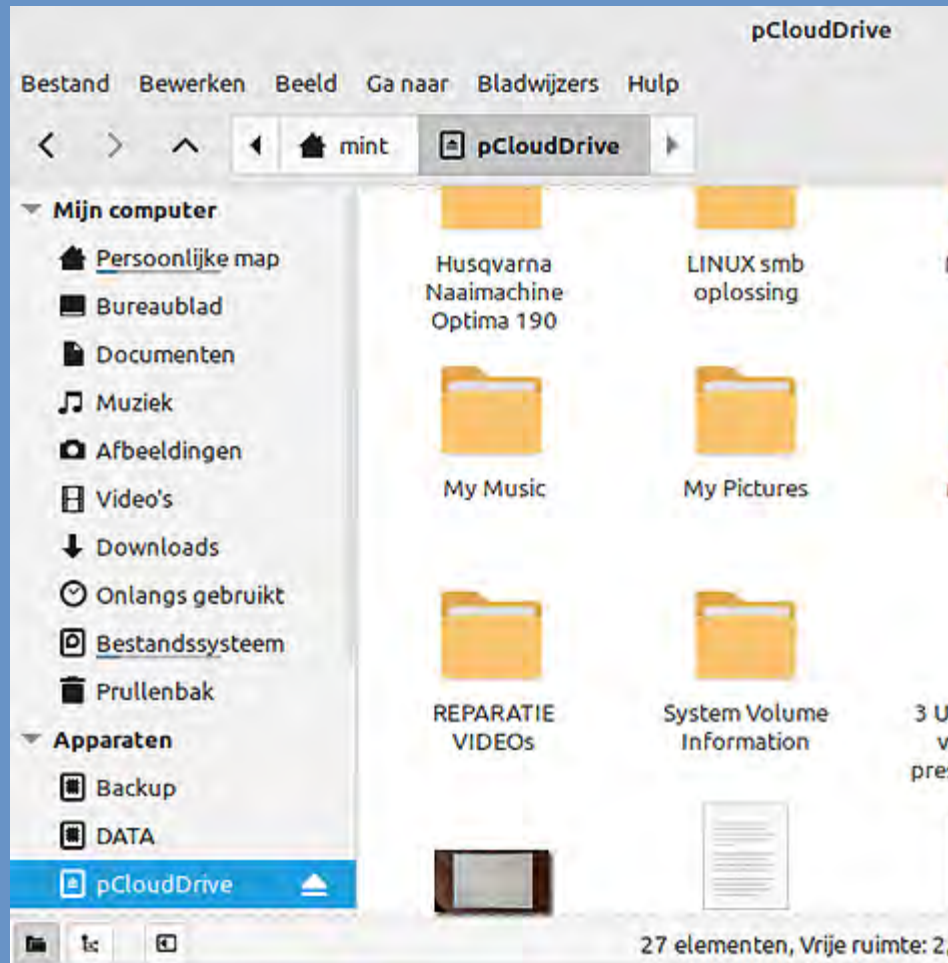 pCloudDrive
Bestand Bewerken Beeld Ga naar Bladwijzers Hulp
mint pCloudDrive
Mijn computer
Persoonlijke map
Bureaublad
Documenten
Muziek
Afbeeldingen
Video's
Downloads
Onlangs gebruikt
Bestandssysteem
Prullenbak
Apparaten
Backup
DATA
pCloudDrive
Husqvarna
Naaimachine
Optima 190
LINUX smb
oplossing
My Music
My Pictures
REPARATIE
VIDEOs
System Volume
Information
3 U
v
pres
27 elementen, Vrije ruimte: 2,